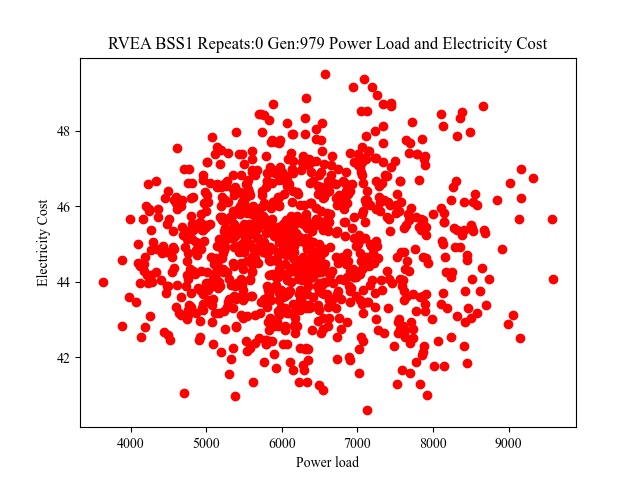 RVEA BSS1 Repeats:0 Gen:979 Power Load and Electricity Cost
48
46
44
42
Electricity Cost
4000 5000 6000 7000 8000 9000
Power load